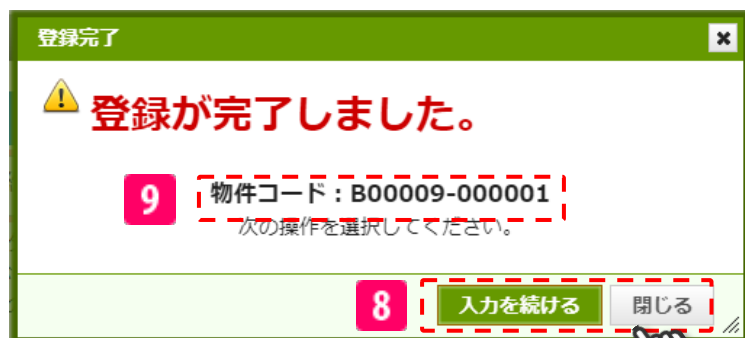 登録完了
登録が完了しました。
9 物件コード：B00009-000001
次の操作を選択してください。
8 入力を続ける 閉じる